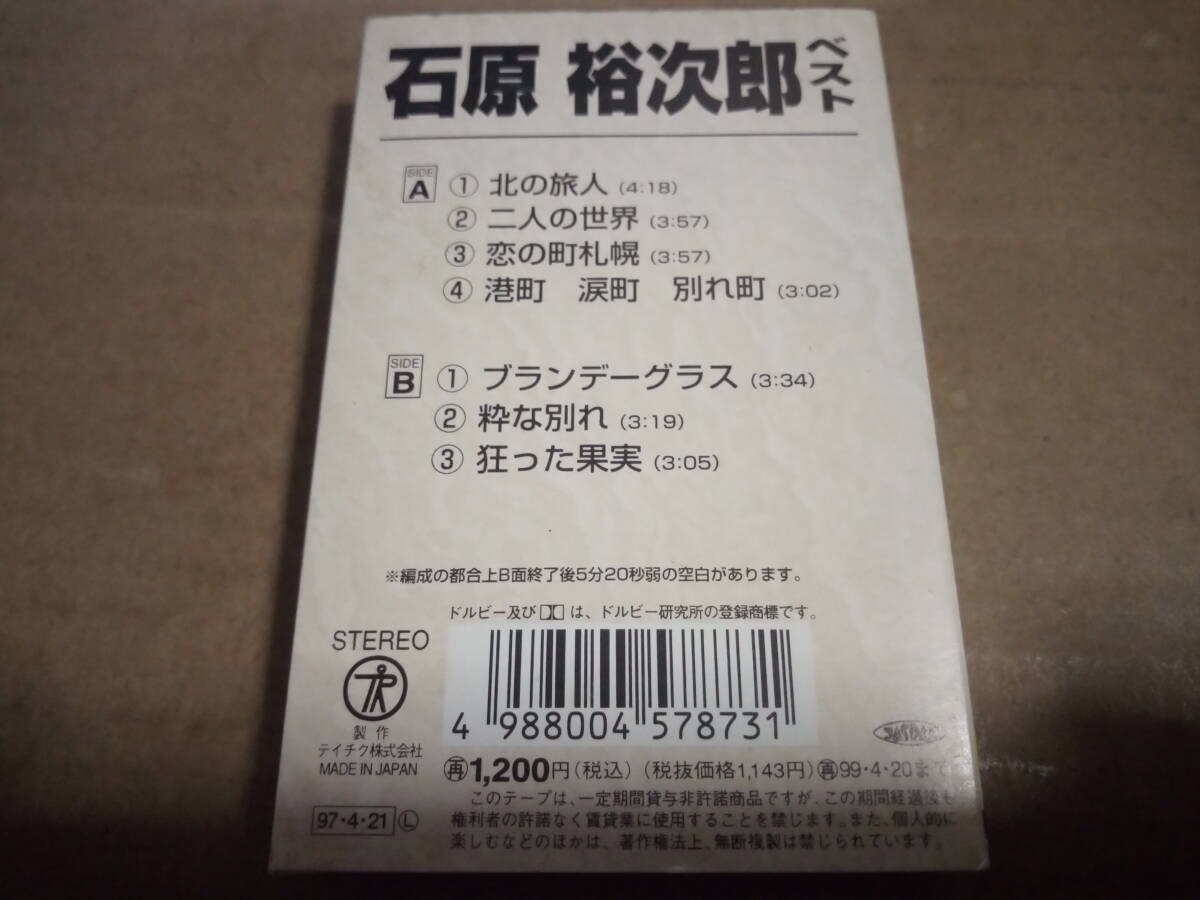 石原 裕次郎 ベスト
SIDE A ① 北の旅人 (4:18)
② 二人の世界 (3:57)
③ 恋の町札幌 (3:57)
④ 港町 涙町 別れ町 (3:02)
SIDE B ① ブランデーグラス (3:34)
② 粋な別れ (3:19)
③ 狂った果実 (3:05)
※編成の都合上B面終了後5分20秒弱の空白があります。
ドルビー及びは、ドルビー研究所の登録商標です。
STEREO
製作
テイチク株式会社
MADE IN JAPAN
4 988004 578731
再1,200円(税込)(税抜価格1,143円)再99・4・20まで
97・4・21 Ⓛ
このテープは、一定期間貸与非許諾商品ですが、この期間経過後も
権利者の許諾なく賃貸業に使用することを禁じます。また、個人的に
楽しむなどのほかは、著作権法上、無断複製は禁じられています。